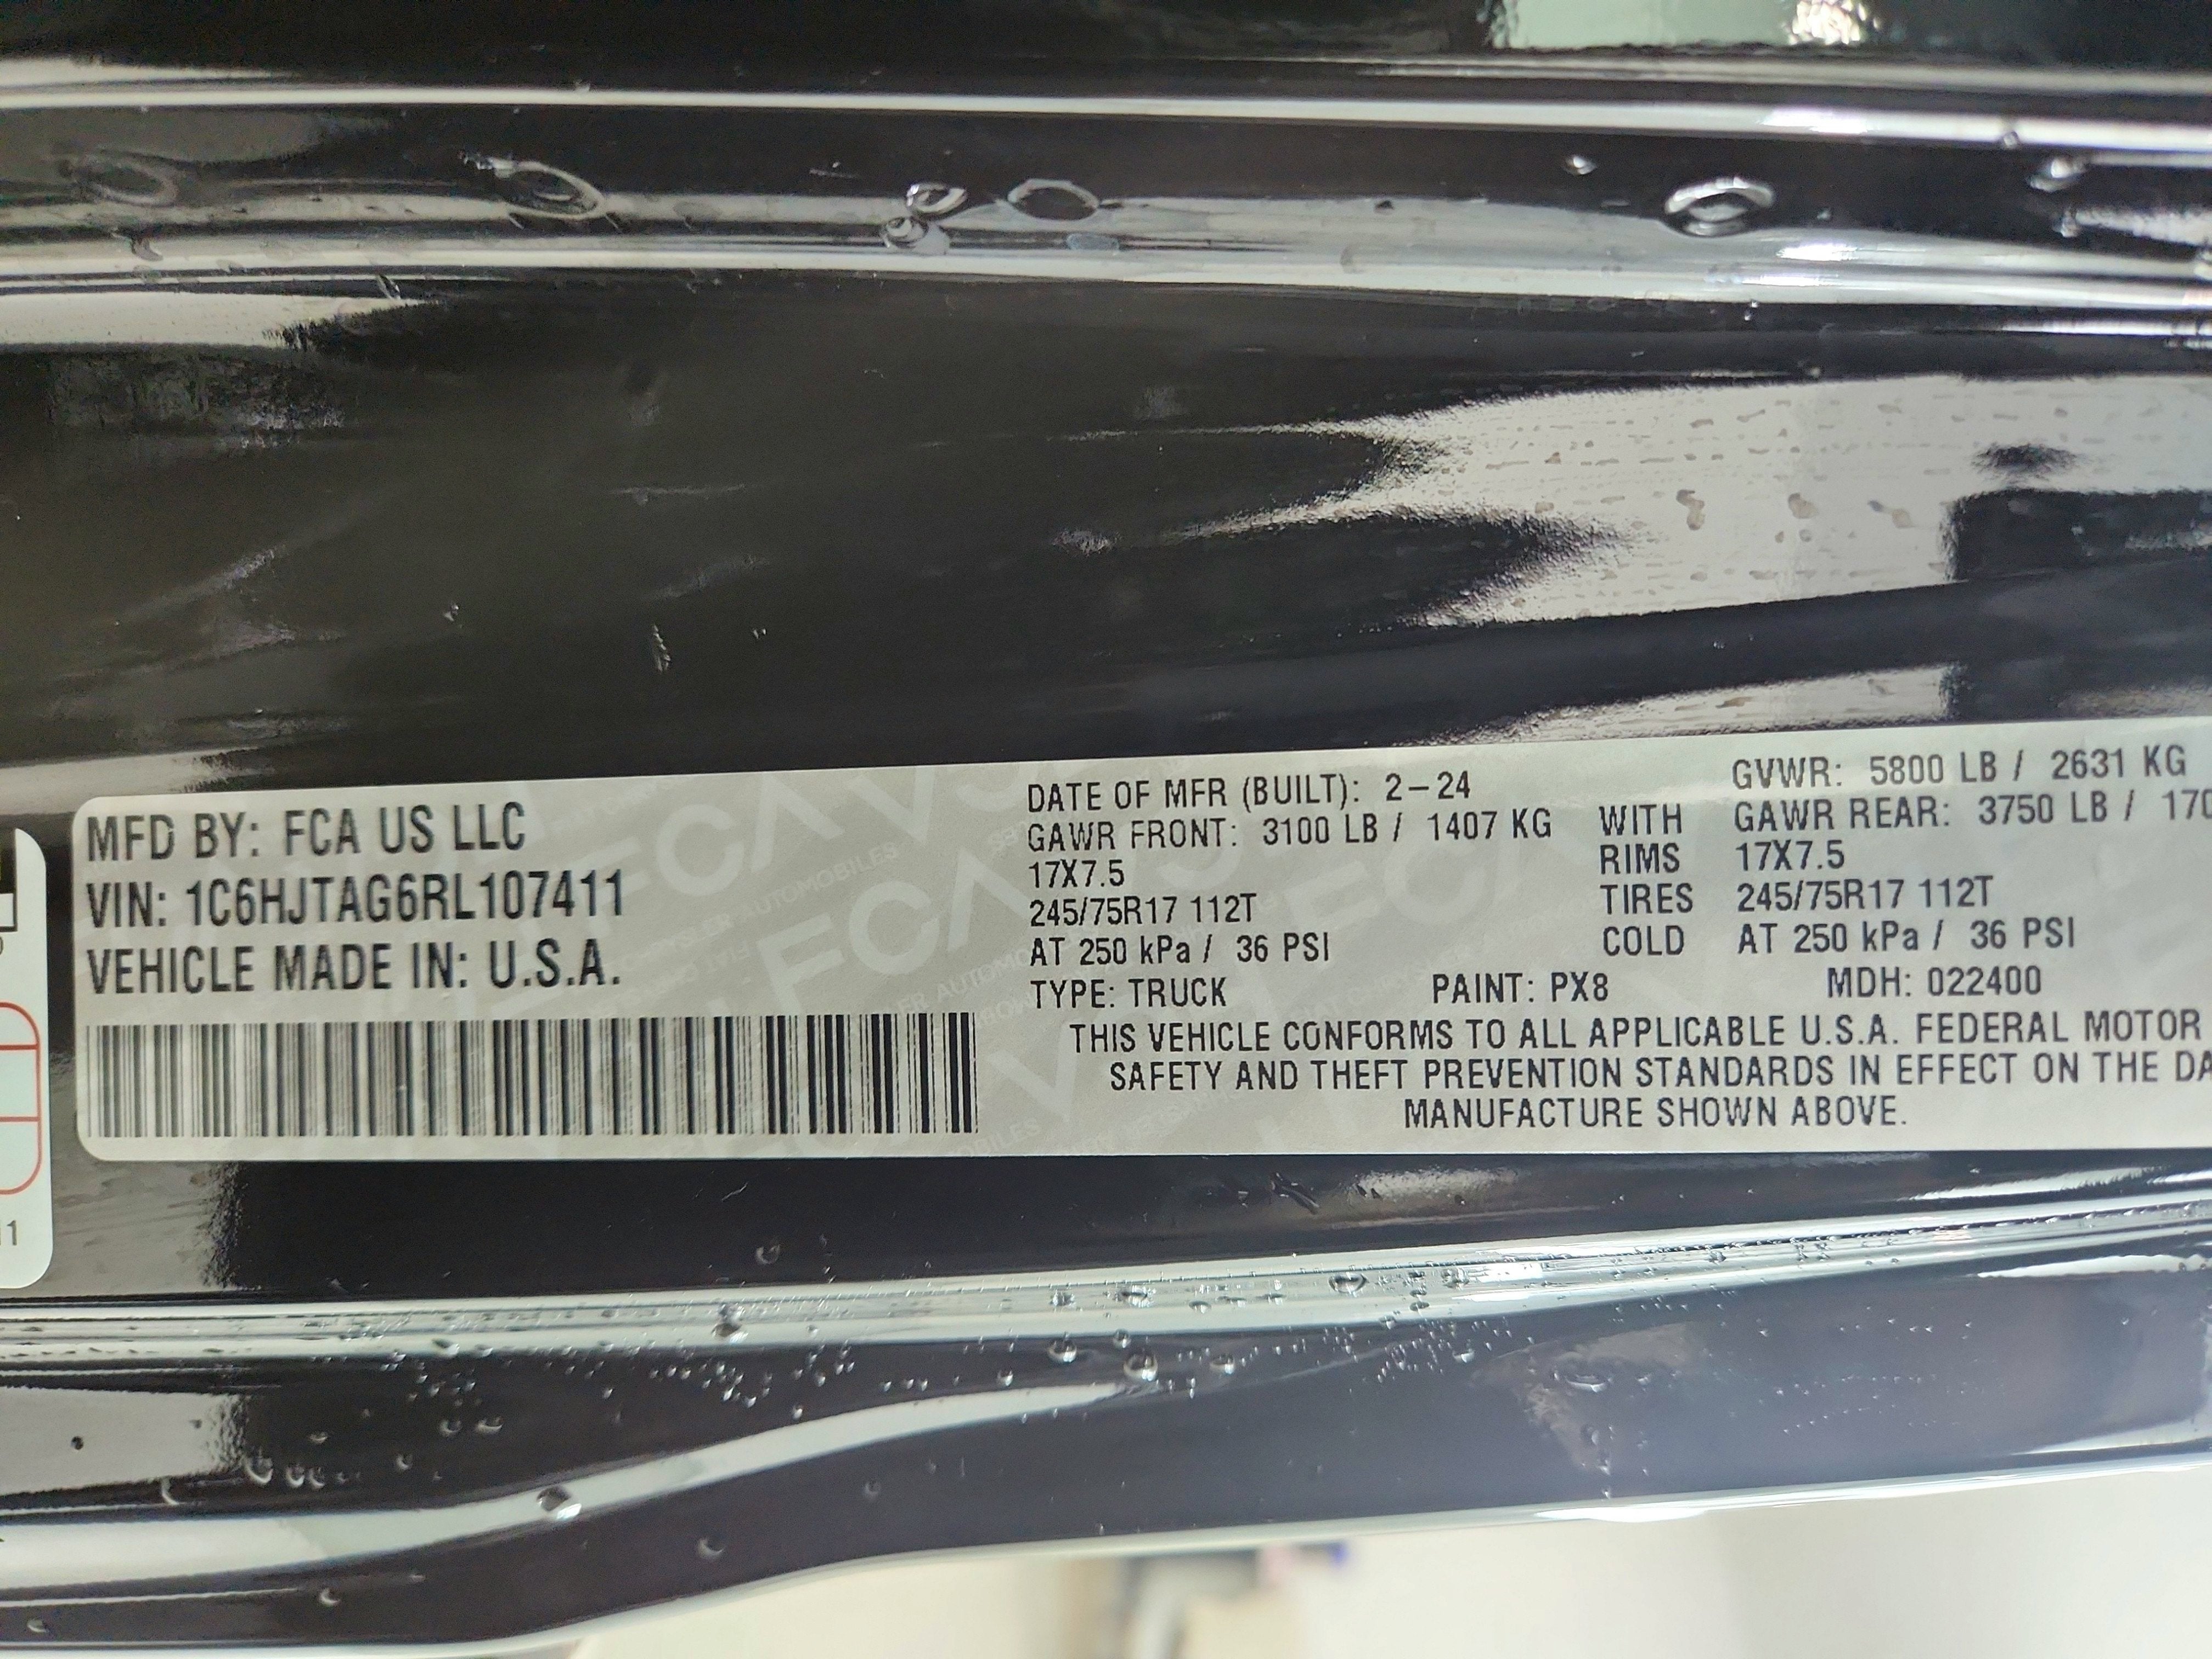 MFD BY: FCA US LLC
VIN: 1C6HJTAG6RL107411
VEHICLE MADE IN: U.S.A.
DATE OF MFR (BUILT): 2-24
GVWR: 5800 LB / 2631 KG
GAWR FRONT: 3100 LB / 1407 KG WITH GAWR REAR: 3750 LB / 170
17X7.5 RIMS 17X7.5
245/75R17 112T TIRES 245/75R17 112T
AT 250 kPa / 36 PSI COLD AT 250 kPa / 36 PSI
TYPE: TRUCK PAINT: PX8 MDH: 022400
THIS VEHICLE CONFORMS TO ALL APPLICABLE U.S.A. FEDERAL MOTOR
SAFETY AND THEFT PREVENTION STANDARDS IN EFFECT ON THE DA
MANUFACTURE SHOWN ABOVE.